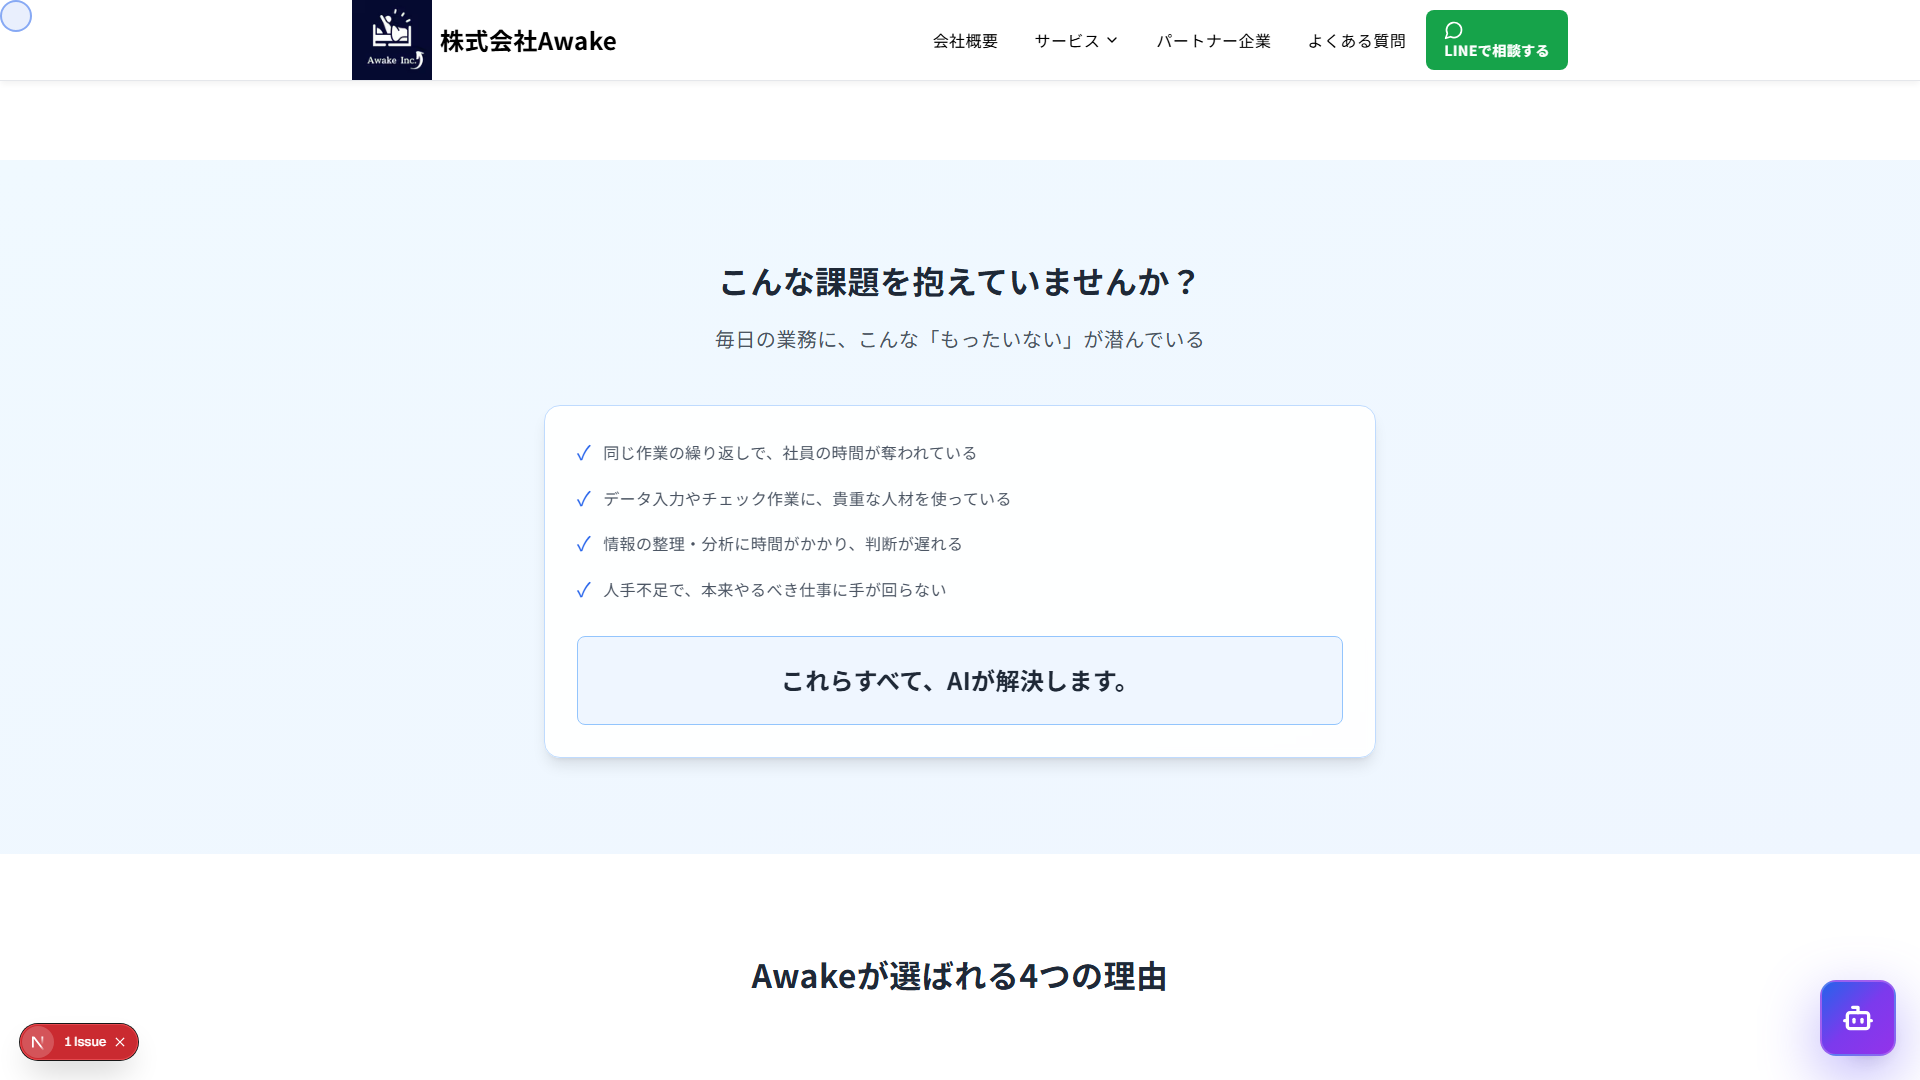 Awake Inc.
株式会社Awake
会社概要
サービス
パートナー企業
よくある質問
LINEで相談する
こんな課題を抱えていませんか？
毎日の業務に、こんな「もったいない」が潜んでいる
✓ 同じ作業の繰り返しで、社員の時間が奪われている
✓ データ入力やチェック作業に、貴重な人材を使っている
✓ 情報の整理・分析に時間がかかり、判断が遅れる
✓ 人手不足で、本来やるべき仕事に手が回らない
これらすべて、AIが解決します。
Awakeが選ばれる4つの理由
N 1 Issue